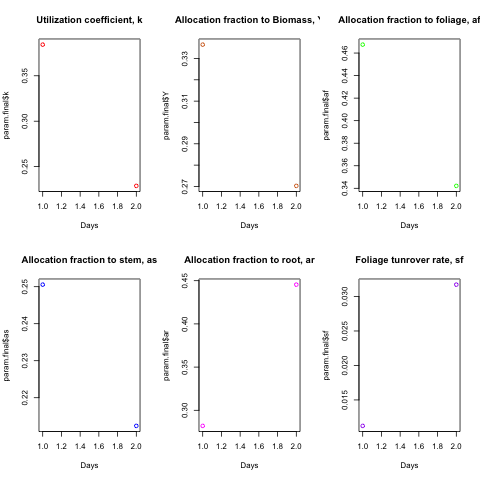 Utilization coefficient, k
param.final$k
0.25 0.30 0.35
1.0 1.2 1.4 1.6 1.8 2.0
Days
Allocation fraction to Biomass,
param.final$Y
0.27 0.29 0.31 0.33
1.0 1.2 1.4 1.6 1.8 2.0
Days
Allocation fraction to foliage, af
param.final$af
0.34 0.36 0.38 0.40 0.42 0.44 0.46
1.0 1.2 1.4 1.6 1.8 2.0
Days
Allocation fraction to stem, as
param.final$as
0.22 0.23 0.24 0.25
1.0 1.2 1.4 1.6 1.8 2.0
Days
Allocation fraction to root, ar
param.final$ar
0.30 0.35 0.40 0.45
1.0 1.2 1.4 1.6 1.8 2.0
Days
Foliage tunrover rate, sf
param.final$sf
0.015 0.020 0.025 0.030
1.0 1.2 1.4 1.6 1.8 2.0
Days